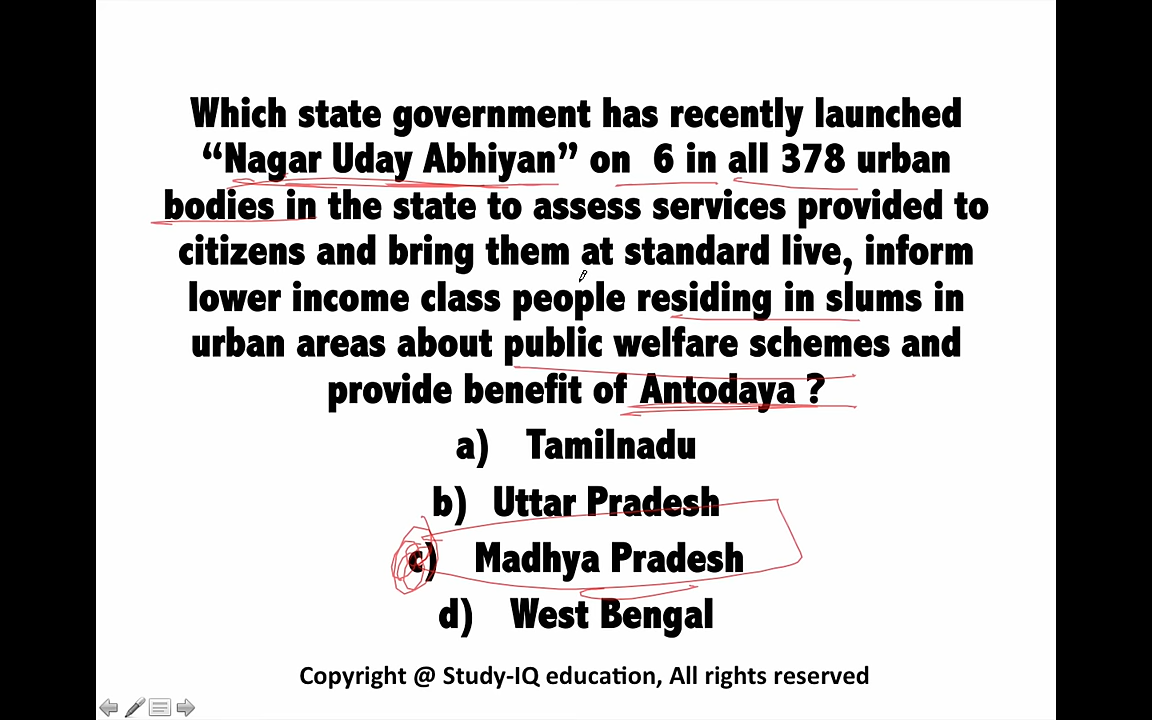 Which state government has recently launched
“Nagar Uday Abhiyan” on 6 in all 378 urban
bodies in the state to assess services provided to
citizens and bring them at standard live, inform
lower income class people residing in slums in
urban areas about public welfare schemes and
provide benefit of Antodaya ?
a) Tamilnadu
b) Uttar Pradesh
c) Madhya Pradesh
d) West Bengal
Copyright @ Study-IQ education, All rights reserved